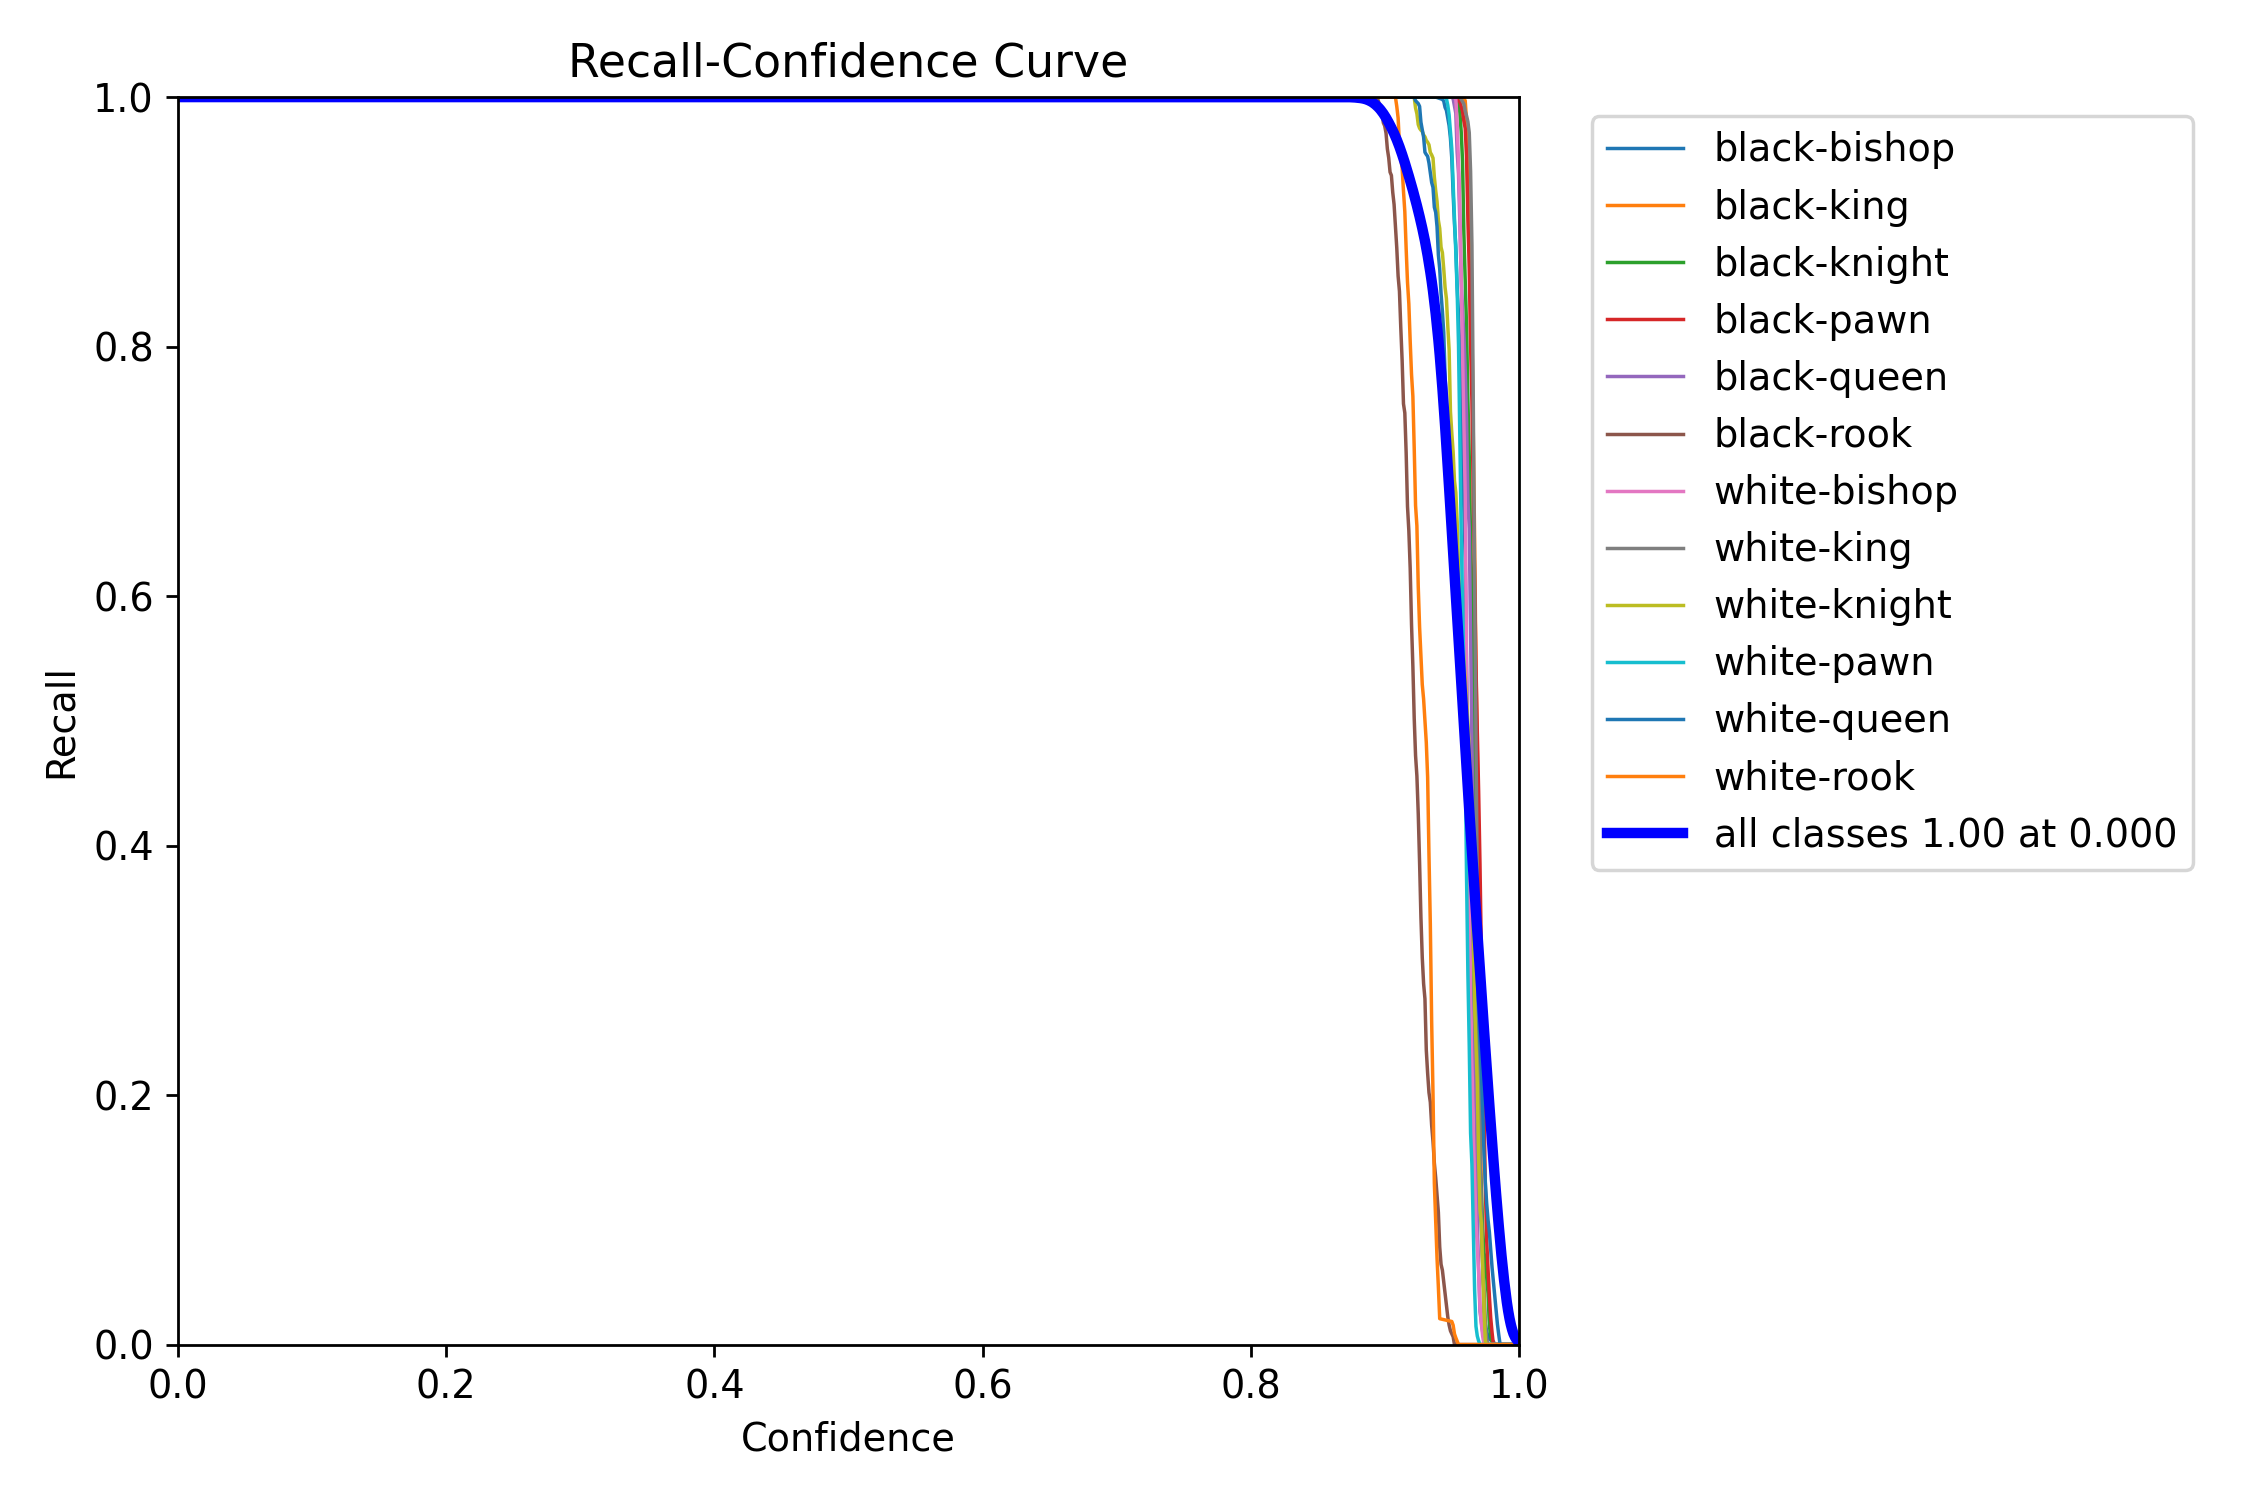 Recall-Confidence Curve
1.0
0.8
0.6
0.4
0.2
0.0
Recall
0.0 0.2 0.4 0.6 0.8 1.0
Confidence
black-bishop
black-king
black-knight
black-pawn
black-queen
black-rook
white-bishop
white-king
white-knight
white-pawn
white-queen
white-rook
all classes 1.00 at 0.000